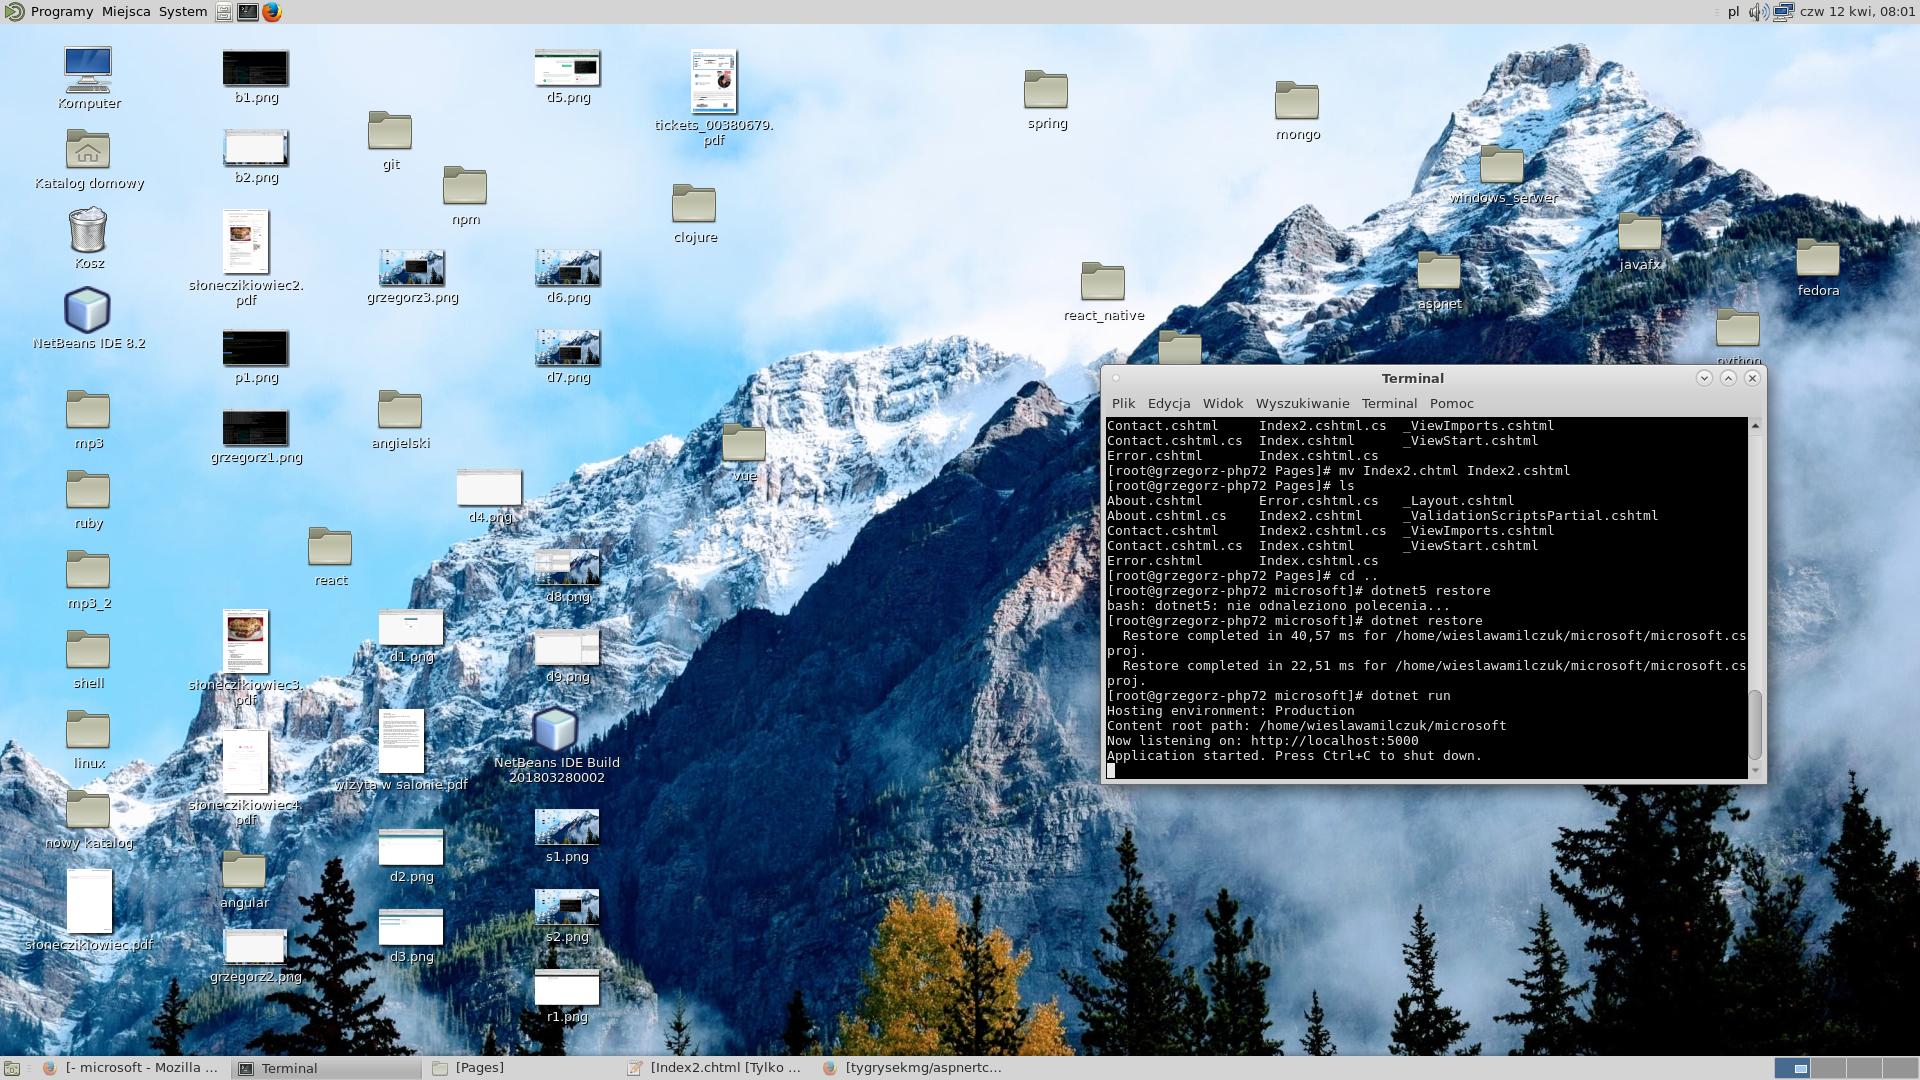 Programy Miejsca System
pl
czw 12 kwi, 08:01
Komputer
b1.png
d5.png
tickets_00380679.
pdf
spring
mongo
git
Katalog domowy
b2.png
npm
windows_serwer
clojure
Kosz
słoneczikiowiec2.
pdf
grzegorz3.png
d6.png
javafx
aspnet
fedora
react_native
NetBeans IDE 8.2
p1.png
d7.png
python
mp3
grzegorz1.png
angielski
vue
ruby
d4.png
react
mp3_2
d8.png
shell
słoneczikiowiec3.
pdf
d1.png
d9.png
linux
słoneczikiowiec4.
pdf
wizyta w salonie.pdf
NetBeans IDE Build
201803280002
nowy katalog
angular
d2.png
s1.png
słoneczikiowiec.pdf
grzegorz2.png
d3.png
s2.png
r1.png
Terminal
Plik Edycja Widok Wyszukiwanie Terminal Pomoc
Contact.cshtml Index2.cshtml.cs _ViewImports.cshtml
Contact.cshtml.cs Index.cshtml _ViewStart.cshtml
Error.cshtml Index.cshtml.cs
[root@grzegorz-php72 Pages]# mv Index2.chtml Index2.cshtml
[root@grzegorz-php72 Pages]# ls
About.cshtml Error.cshtml.cs _Layout.cshtml
About.cshtml.cs Index2.cshtml _ValidationScriptsPartial.cshtml
Contact.cshtml Index2.cshtml.cs _ViewImports.cshtml
Contact.cshtml.cs Index.cshtml _ViewStart.cshtml
Error.cshtml Index.cshtml.cs
[root@grzegorz-php72 Pages]# cd ..
[root@grzegorz-php72 microsoft]# dotnet5 restore
bash: dotnet5: nie odnaleziono polecenia...
[root@grzegorz-php72 microsoft]# dotnet restore
Restore completed in 40,57 ms for /home/wieslawamilczuk/microsoft/microsoft.cs
proj.
Restore completed in 22,51 ms for /home/wieslawamilczuk/microsoft/microsoft.cs
proj.
[root@grzegorz-php72 microsoft]# dotnet run
Hosting environment: Production
Content root path: /home/wieslawamilczuk/microsoft
Now listening on: http://localhost:5000
Application started. Press Ctrl+C to shut down.
[- microsoft - Mozilla ...
Terminal
[Pages]
[Index2.chtml [Tylko ...
[tygrysekmg/aspnertc...